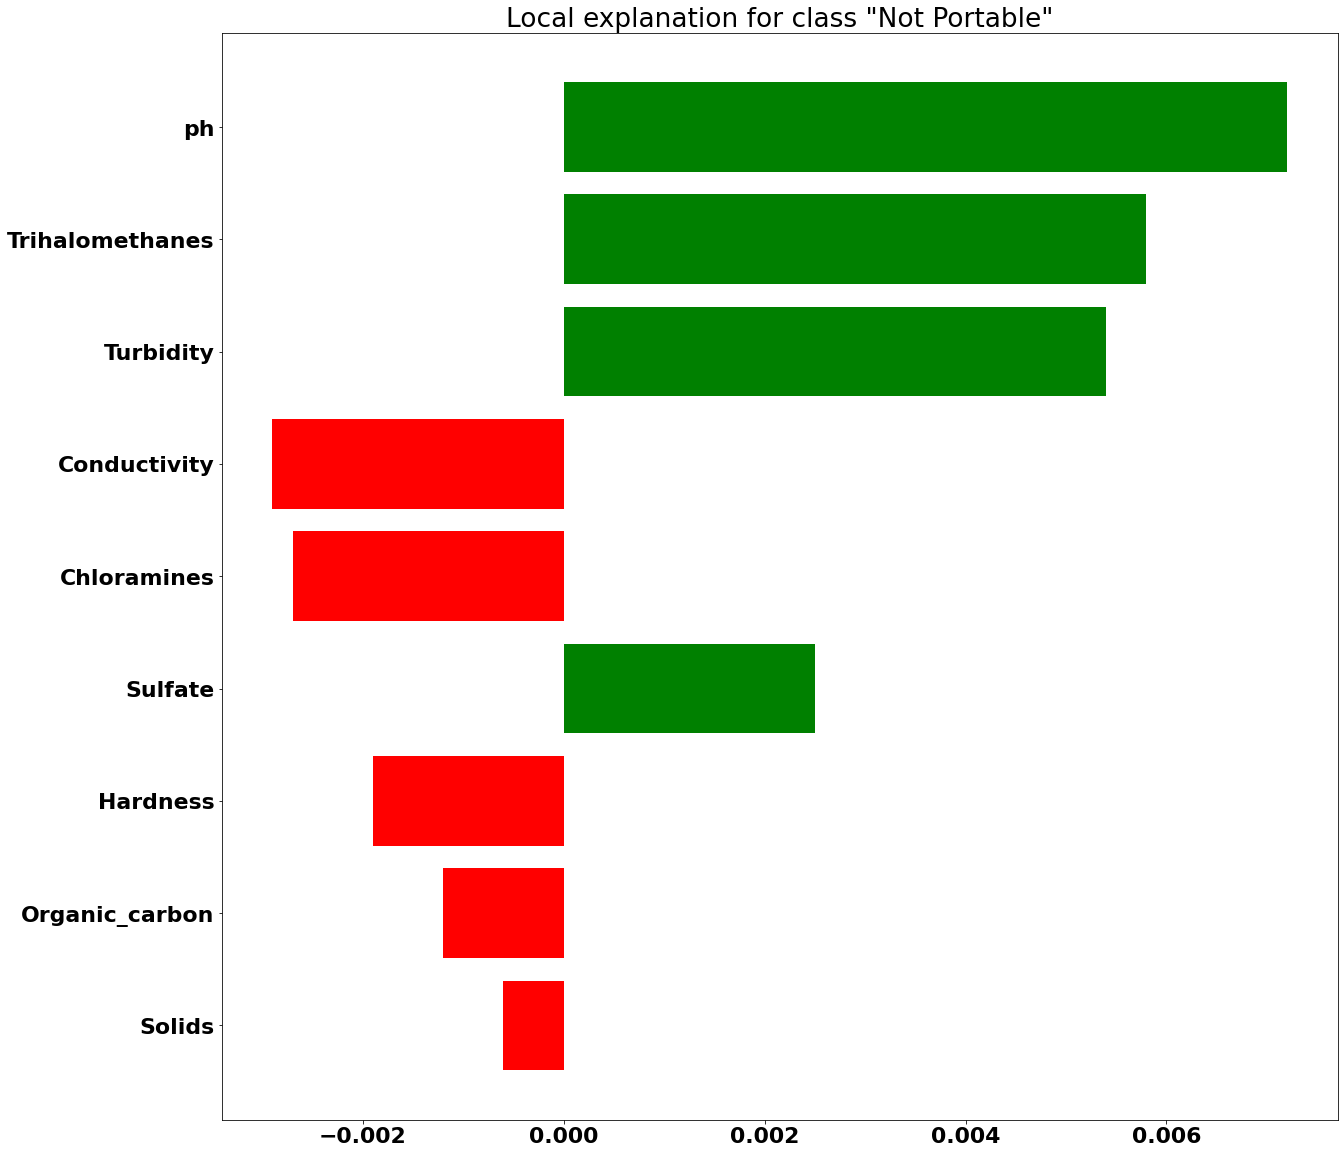 Local explanation for class "Not Portable"
ph
Trihalomethanes
Turbidity
Conductivity
Chloramines
Sulfate
Hardness
Organic_carbon
Solids
−0.002 0.000 0.002 0.004 0.006